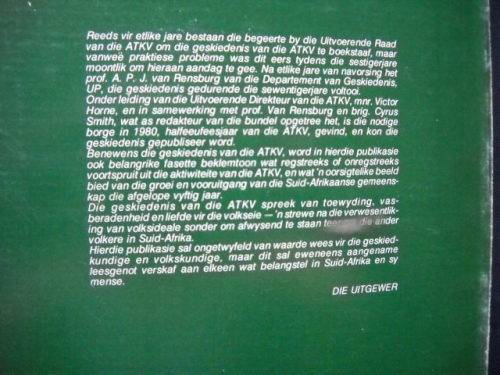 Reeds vir etlike jare bestaan die begeerte by die Uitvoerende Raad
van die ATKV om die geskiedenis van die ATKV te boekstaaf, maar
vanweë praktiese probleme was dit eers tydens die sestigerjare
moontlik om hieraan aandag te gee. Na etlike jare van navorsing het
prof. A. P. J. van Rensburg van die Departement van Geskiedenis,
UP, die geskiedenis gedurende die sewentigerjare voltooi.
Onder leiding van die Uitvoerende Direkteur van die ATKV, mnr. Victor
Horne, en in samewerking met prof. Van Rensburg en brig. Cyrus
Smith, wat as redakteur van die bundel opgetree het, is die nodige
borge in 1980, halfeeufeesjaar van die ATKV, gevind, en kon die
geskiedenis gepubliseer word.
Benewens die geskiedenis van die ATKV, word in hierdie publikasie
ook belangrike fasette beklemtoon wat regstreeks of onregstreeks
voortspruit uit die aktiwiteite van die ATKV, en wat 'n oorsigtelike beeld
bied van die groei en vooruitgang van die Suid-Afrikaanse gemeens-
kap die afgelope vyftig jaar.
Die geskiedenis van die ATKV spreek van toewyding, vas-
beradenheid en liefde vir die volkseie — 'n strewe na die verwesentlik-
ing van volksideale sonder om afwysend te staan die ander
volkere in Suid-Afrika.
Hierdie publikasie sal ongetwyfeld van waarde wees vir die geskied-
kundige en volkskundige, maar dit sal eweneens aangename
leesgenot verskaf aan elkeen wat belangstel in Suid-Afrika en sy
mense.
DIE UITGEWER